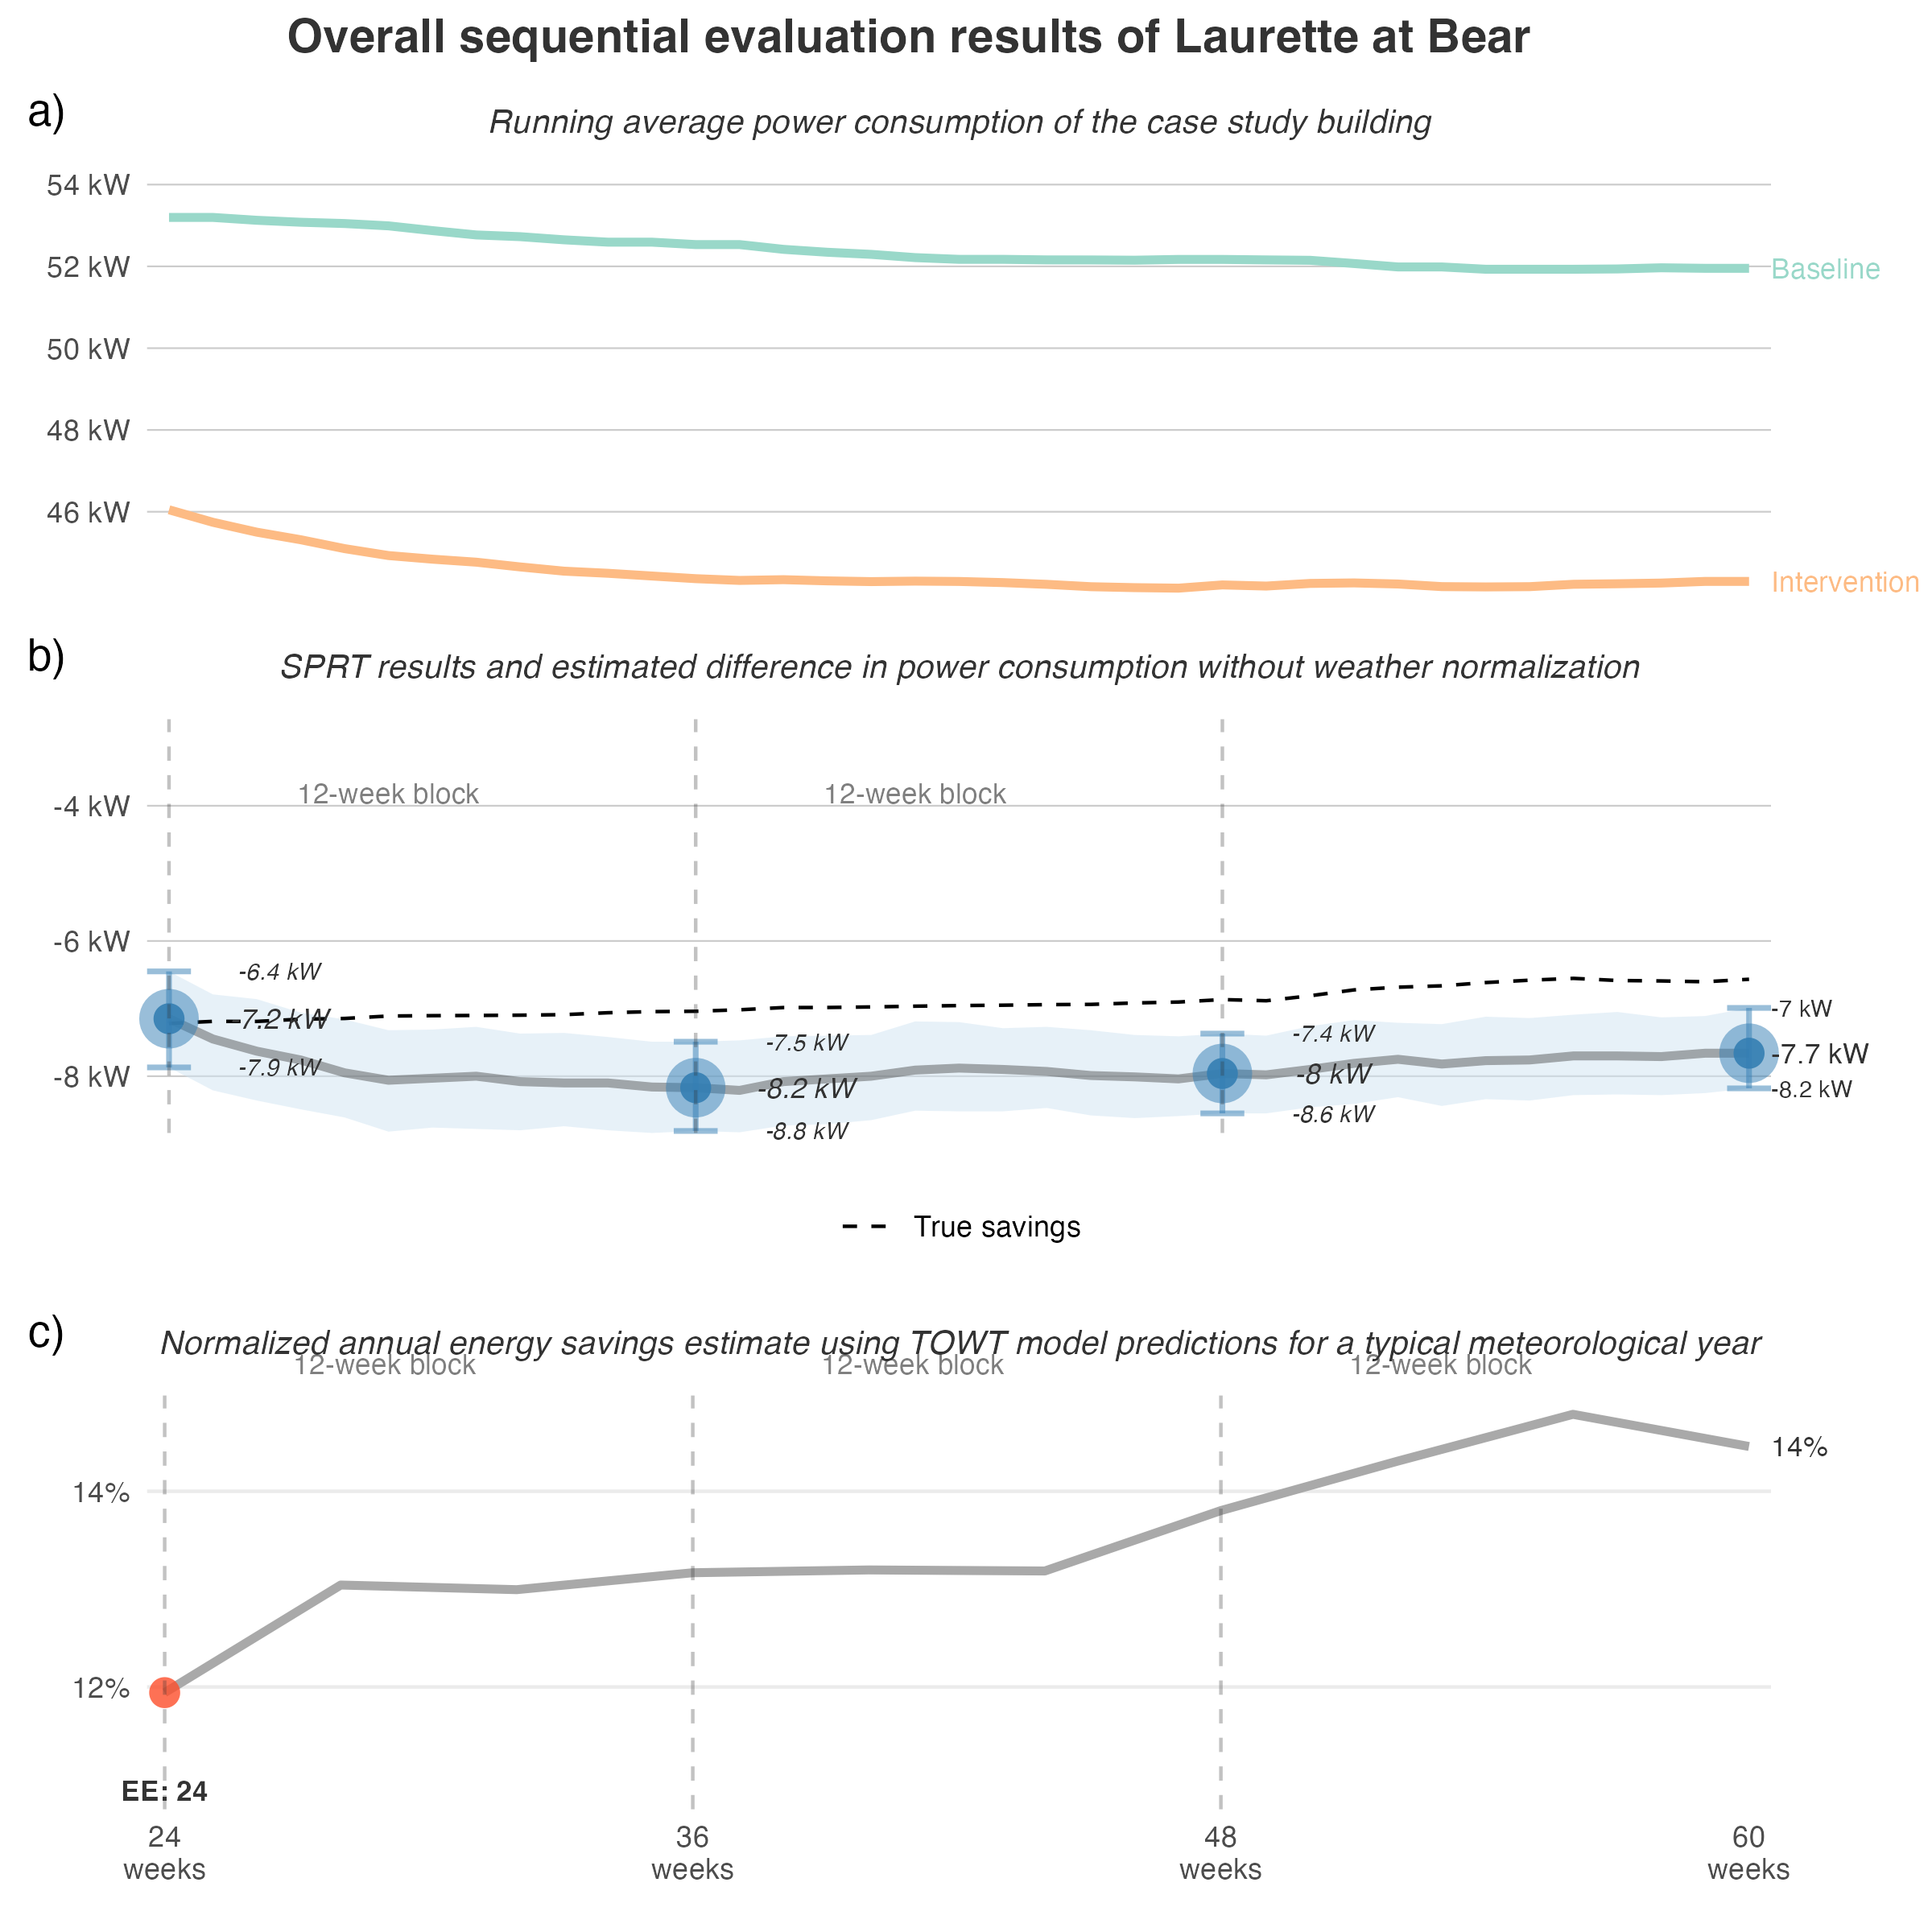 Overall sequential evaluation results of Laurette at Bear
a)
Running average power consumption of the case study building
54 kW
52 kW
50 kW
48 kW
46 kW
Baseline
Intervention
b)
SPRT results and estimated difference in power consumption without weather normalization
12-week block
12-week block
-4 kW
-6 kW
-8 kW
-6.4 kW
-7.2 kW
-7.9 kW
-7.5 kW
-8.2 kW
-8.8 kW
-7.4 kW
-8 kW
-8.6 kW
-7 kW
-7.7 kW
-8.2 kW
True savings
c)
Normalized annual energy savings estimate using TOWT model predictions for a typical meteorological year
12-week block
12-week block
12-week block
14%
14%
12%
EE: 24
24
weeks
36
weeks
48
weeks
60
weeks